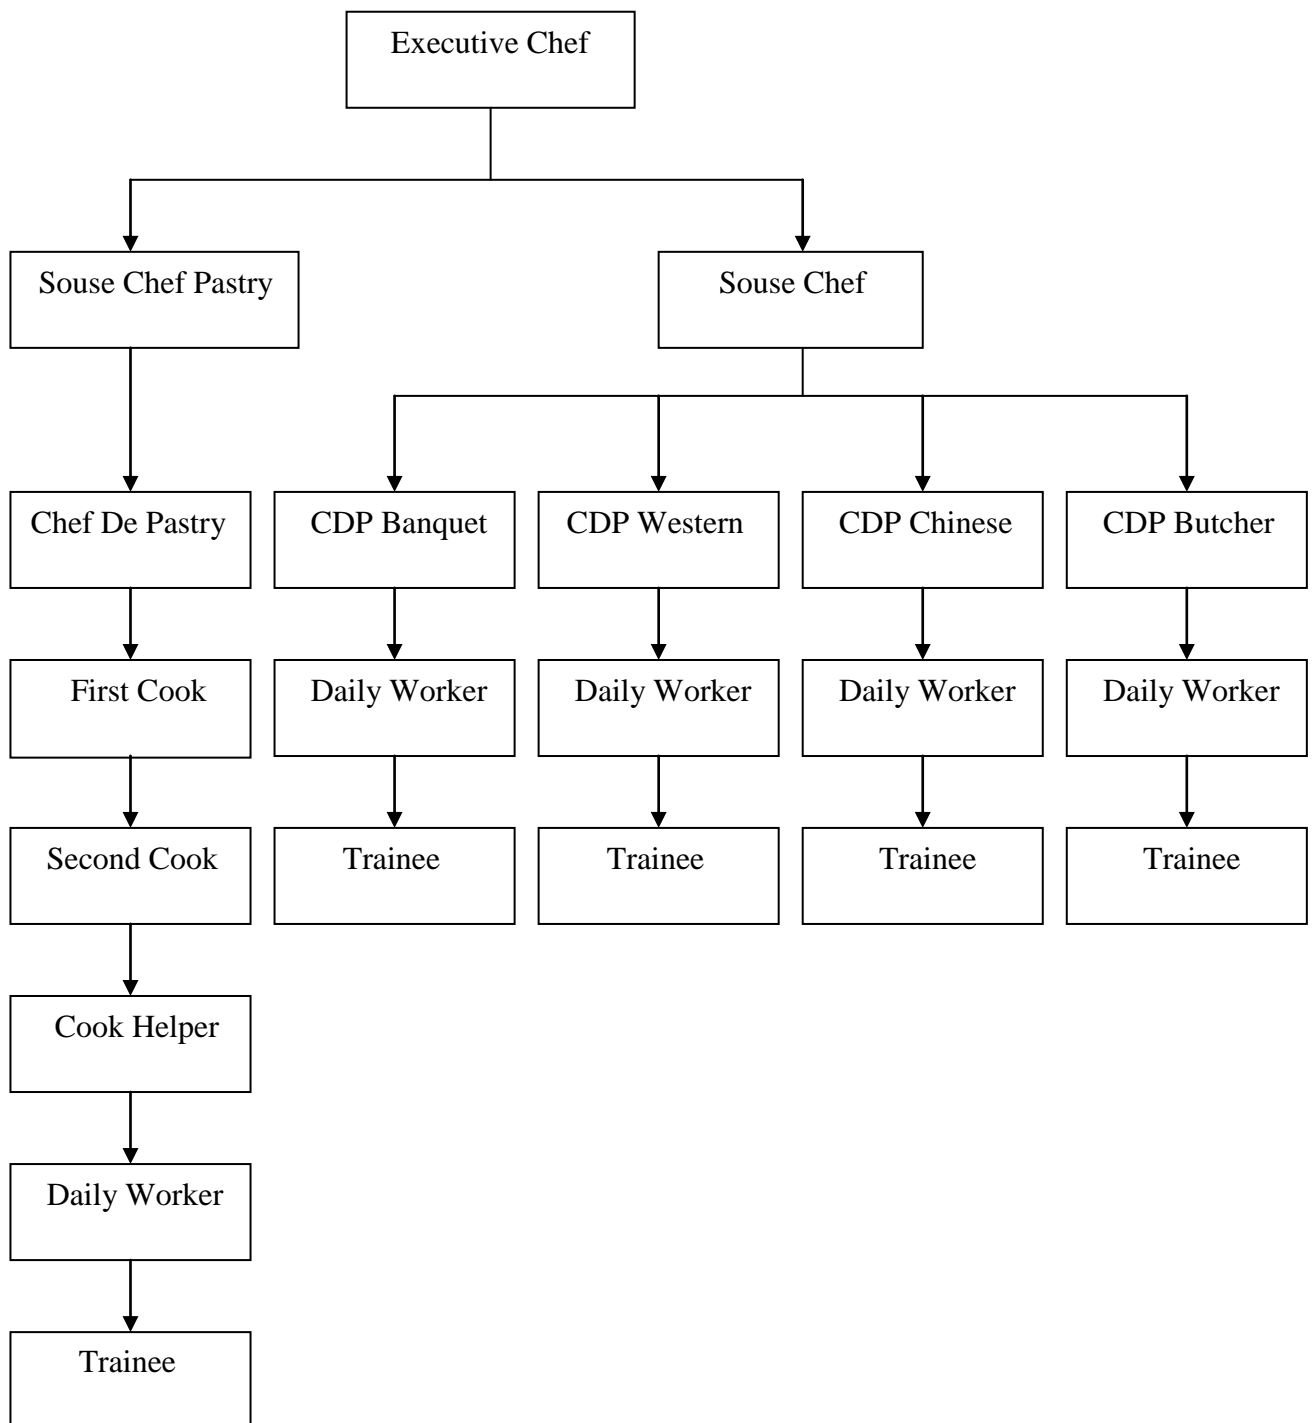 Executive Chef
Souse Chef Pastry
Souse Chef
Chef De Pastry
CDP Banquet
CDP Western
CDP Chinese
CDP Butcher
First Cook
Daily Worker
Daily Worker
Daily Worker
Daily Worker
Second Cook
Trainee
Trainee
Trainee
Trainee
Cook Helper
Daily Worker
Trainee